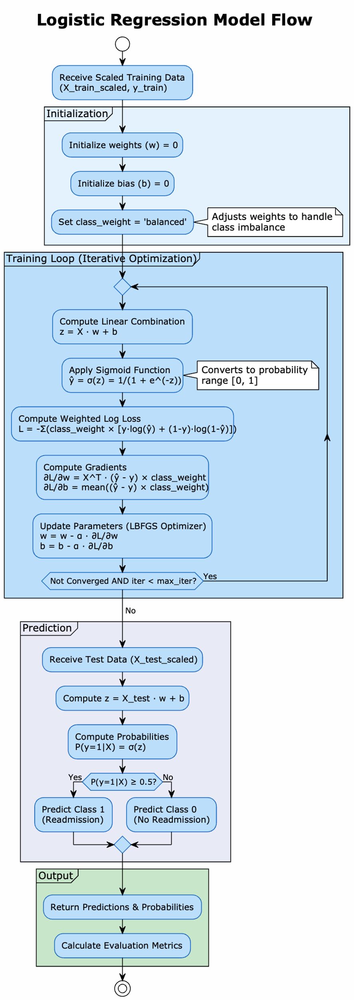 Logistic Regression Model Flow
Receive Scaled Training Data
(X_train_scaled, y_train)
Initialization
Initialize weights (w) = 0
Initialize bias (b) = 0
Set class_weight = 'balanced'
Adjusts weights to handle
class imbalance
Training Loop (Iterative Optimization)
Compute Linear Combination
z = X · w + b
Apply Sigmoid Function
ŷ = σ(z) = 1/(1 + e^(-z))
Converts to probability
range [0, 1]
Compute Weighted Log Loss
L = -Σ(class_weight × [y·log(ŷ) + (1-y)·log(1-ŷ)])
Compute Gradients
∂L/∂w = X^T · (ŷ - y) × class_weight
∂L/∂b = mean((ŷ - y) × class_weight)
Update Parameters (LBFGS Optimizer)
w = w - α · ∂L/∂w
b = b - α · ∂L/∂b
Not Converged AND iter < max_iter?
Yes
No
Prediction
Receive Test Data (X_test_scaled)
Compute z = X_test · w + b
Compute Probabilities
P(y=1|X) = σ(z)
Yes
P(y=1|X) ≥ 0.5?
No
Predict Class 1
(Readmission)
Predict Class 0
(No Readmission)
Output
Return Predictions & Probabilities
Calculate Evaluation Metrics